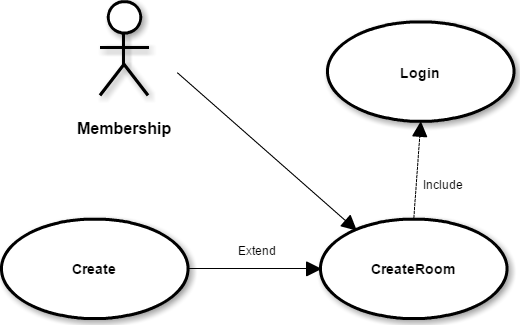 Login
Membership
Include
Extend
Create
CreateRoom